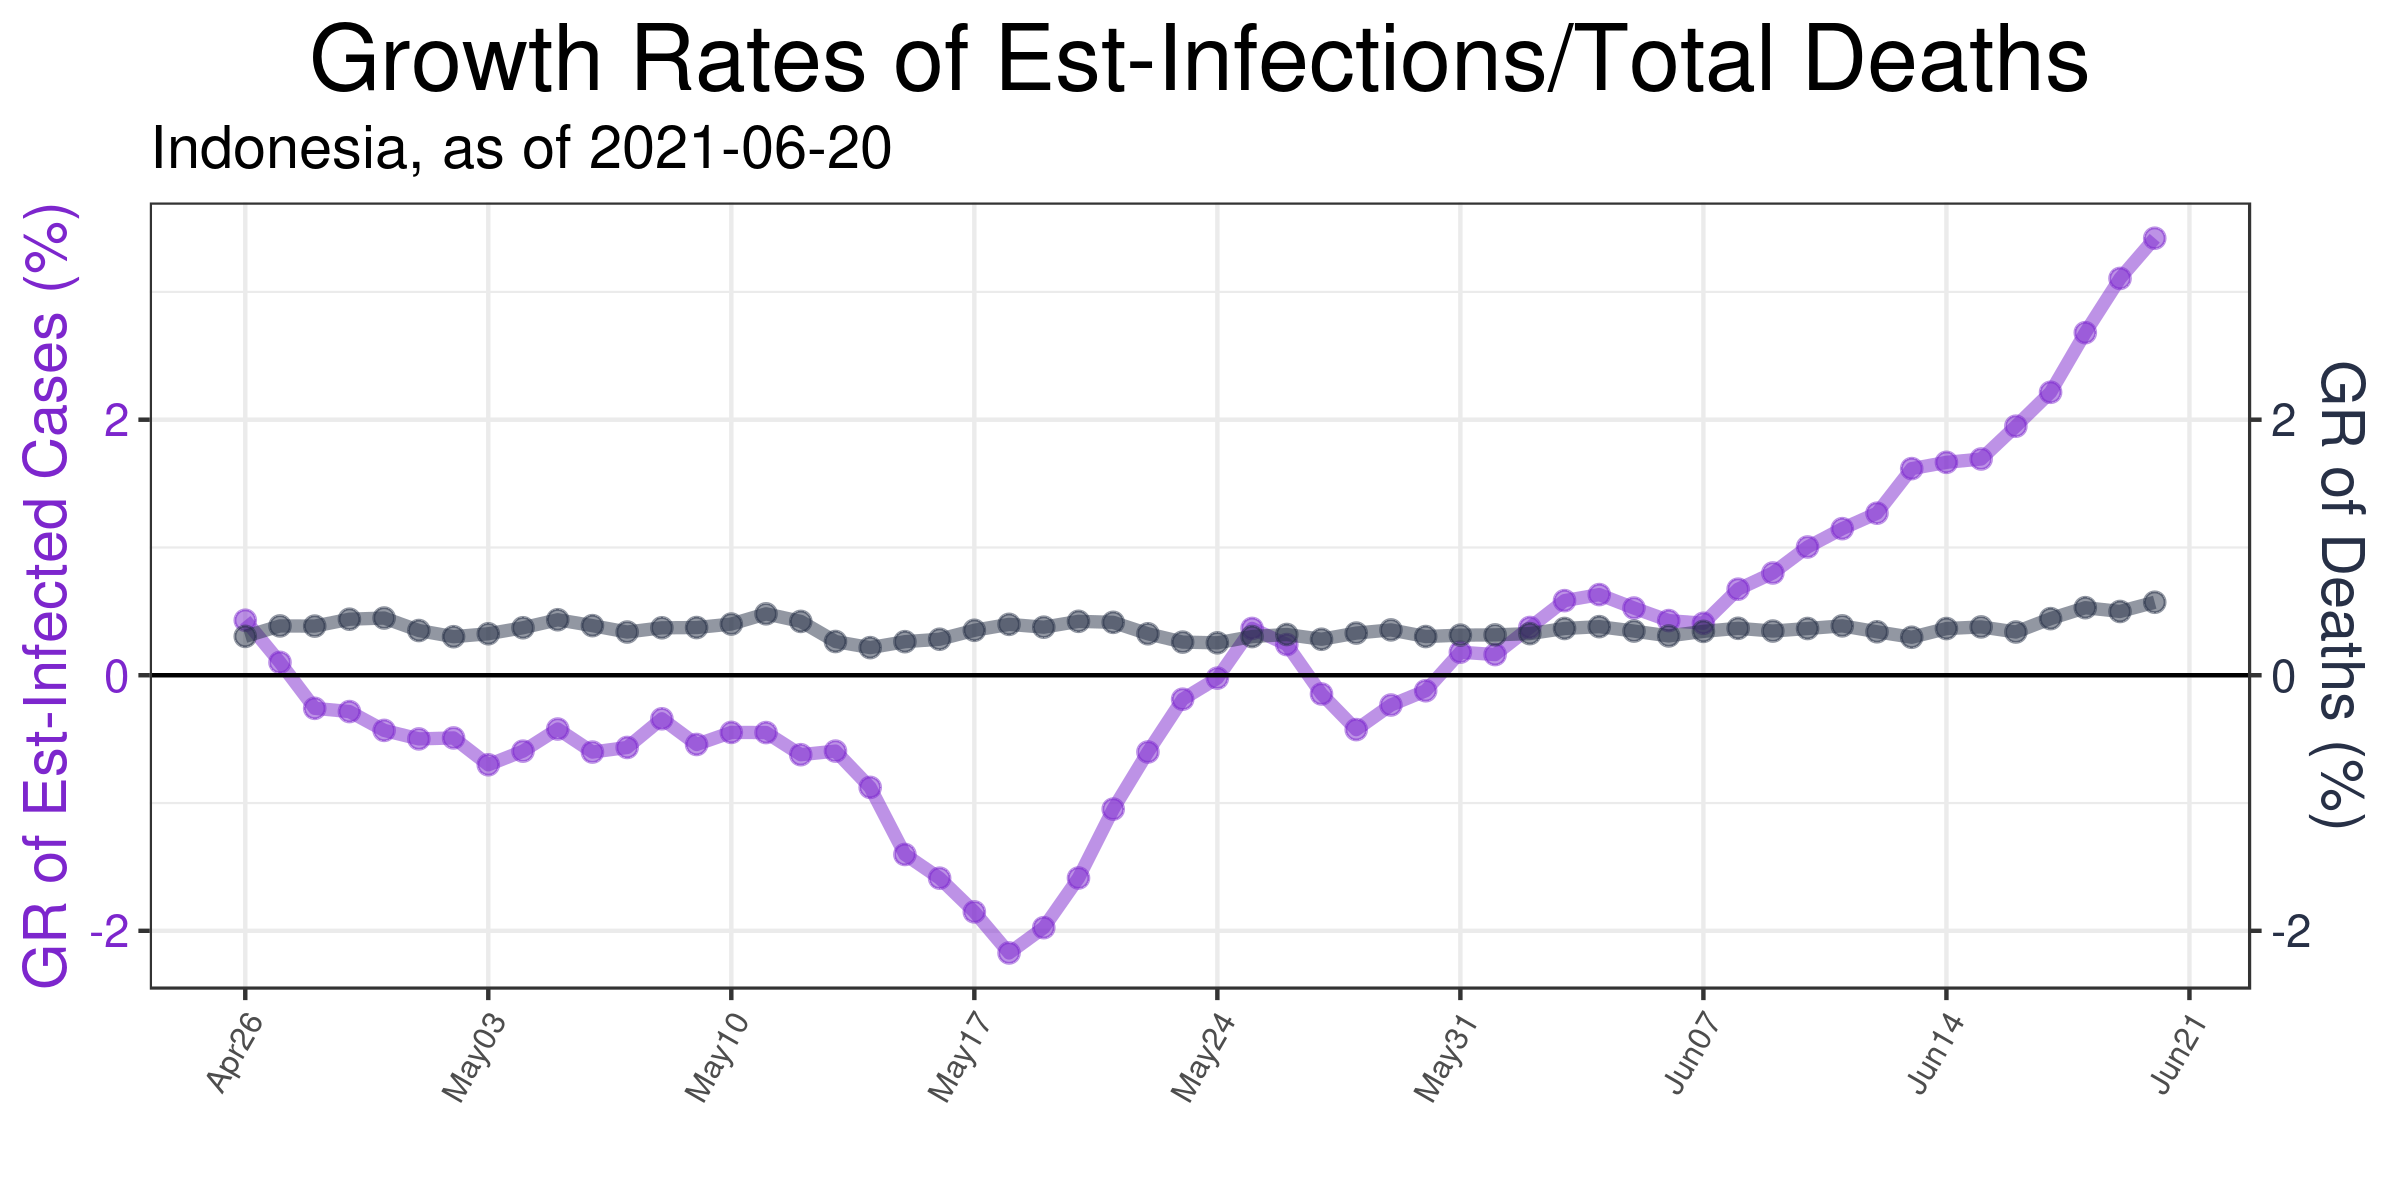 Growth Rates of Est-Infections/Total Deaths
Indonesia, as of 2021-06-20
GR of Est-Infected Cases (%)
2
0
-2
GR of Deaths (%)
2
0
-2
Apr26
May03
May10
May17
May24
May31
Jun07
Jun14
Jun21